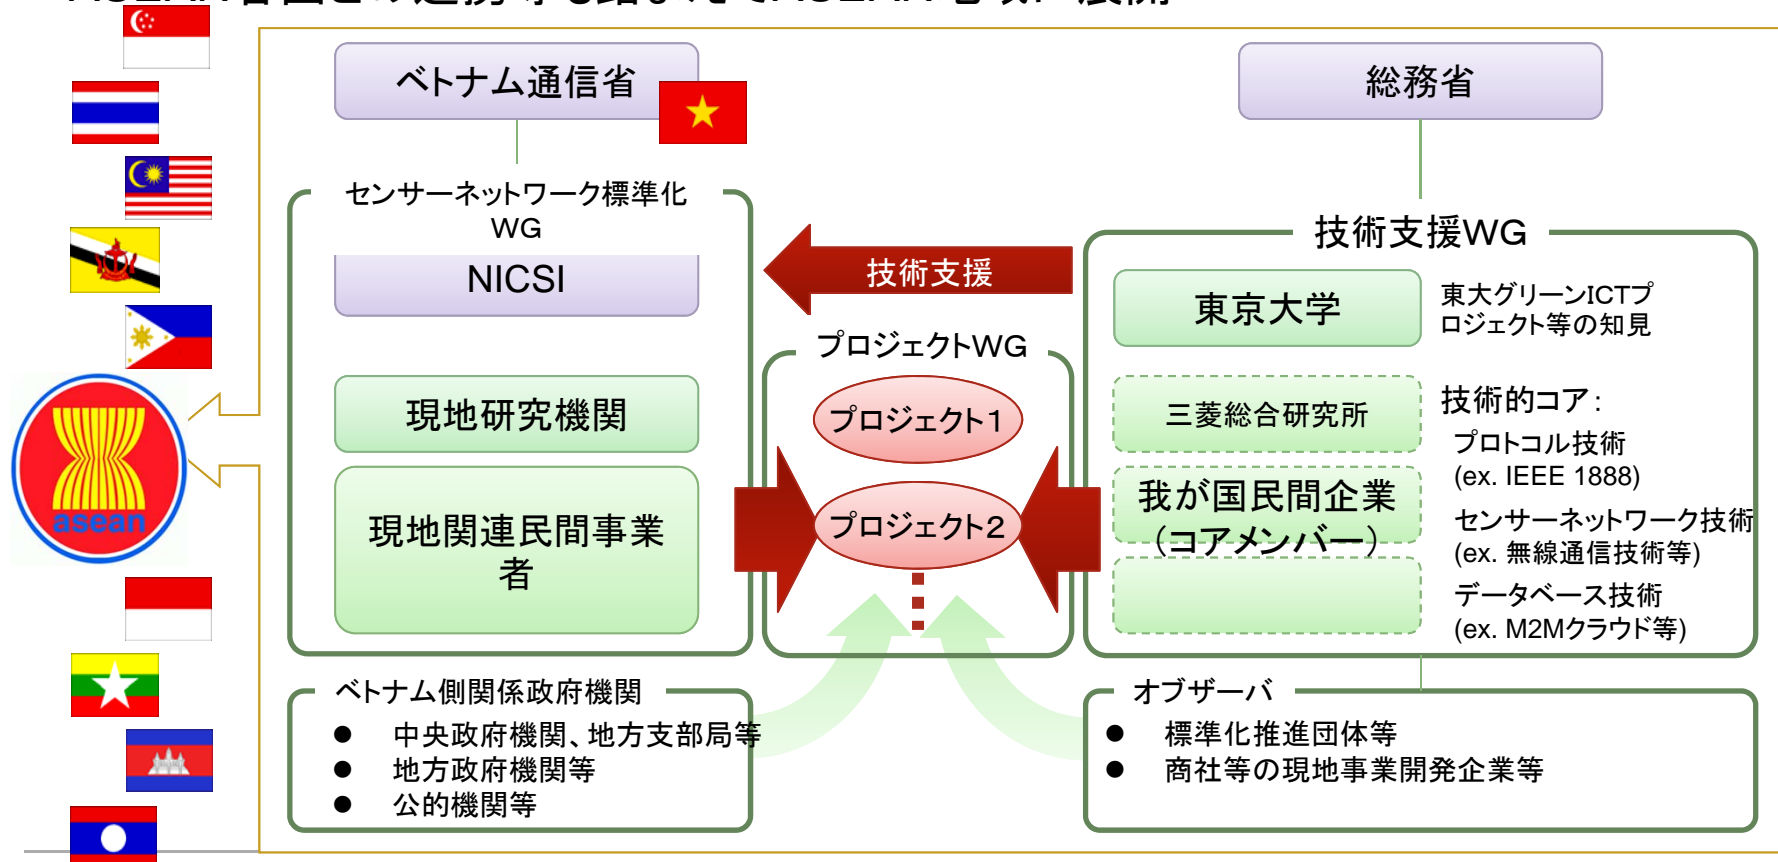 ベトナム通信省
総務省
センサーネットワーク標準化
WG
NICSI
現地研究機関
現地関連民間事業
者
技術支援
プロジェクトWG
プロジェクト1
プロジェクト2
技術支援WG
東京大学
東大グリーンICTプ
ロジェクト等の知見
三菱総合研究所
我が国民間企業
（コアメンバー）
技術的コア：
プロトコル技術
(ex. IEEE 1888)
センサーネットワーク技術
(ex. 無線通信技術等)
データベース技術
(ex. M2Mクラウド等)
asean
ベトナム側関係政府機関
● 中央政府機関、地方支部局等
● 地方政府機関等
● 公的機関等
オブザーバ
● 標準化推進団体等
● 商社等の現地事業開発企業等